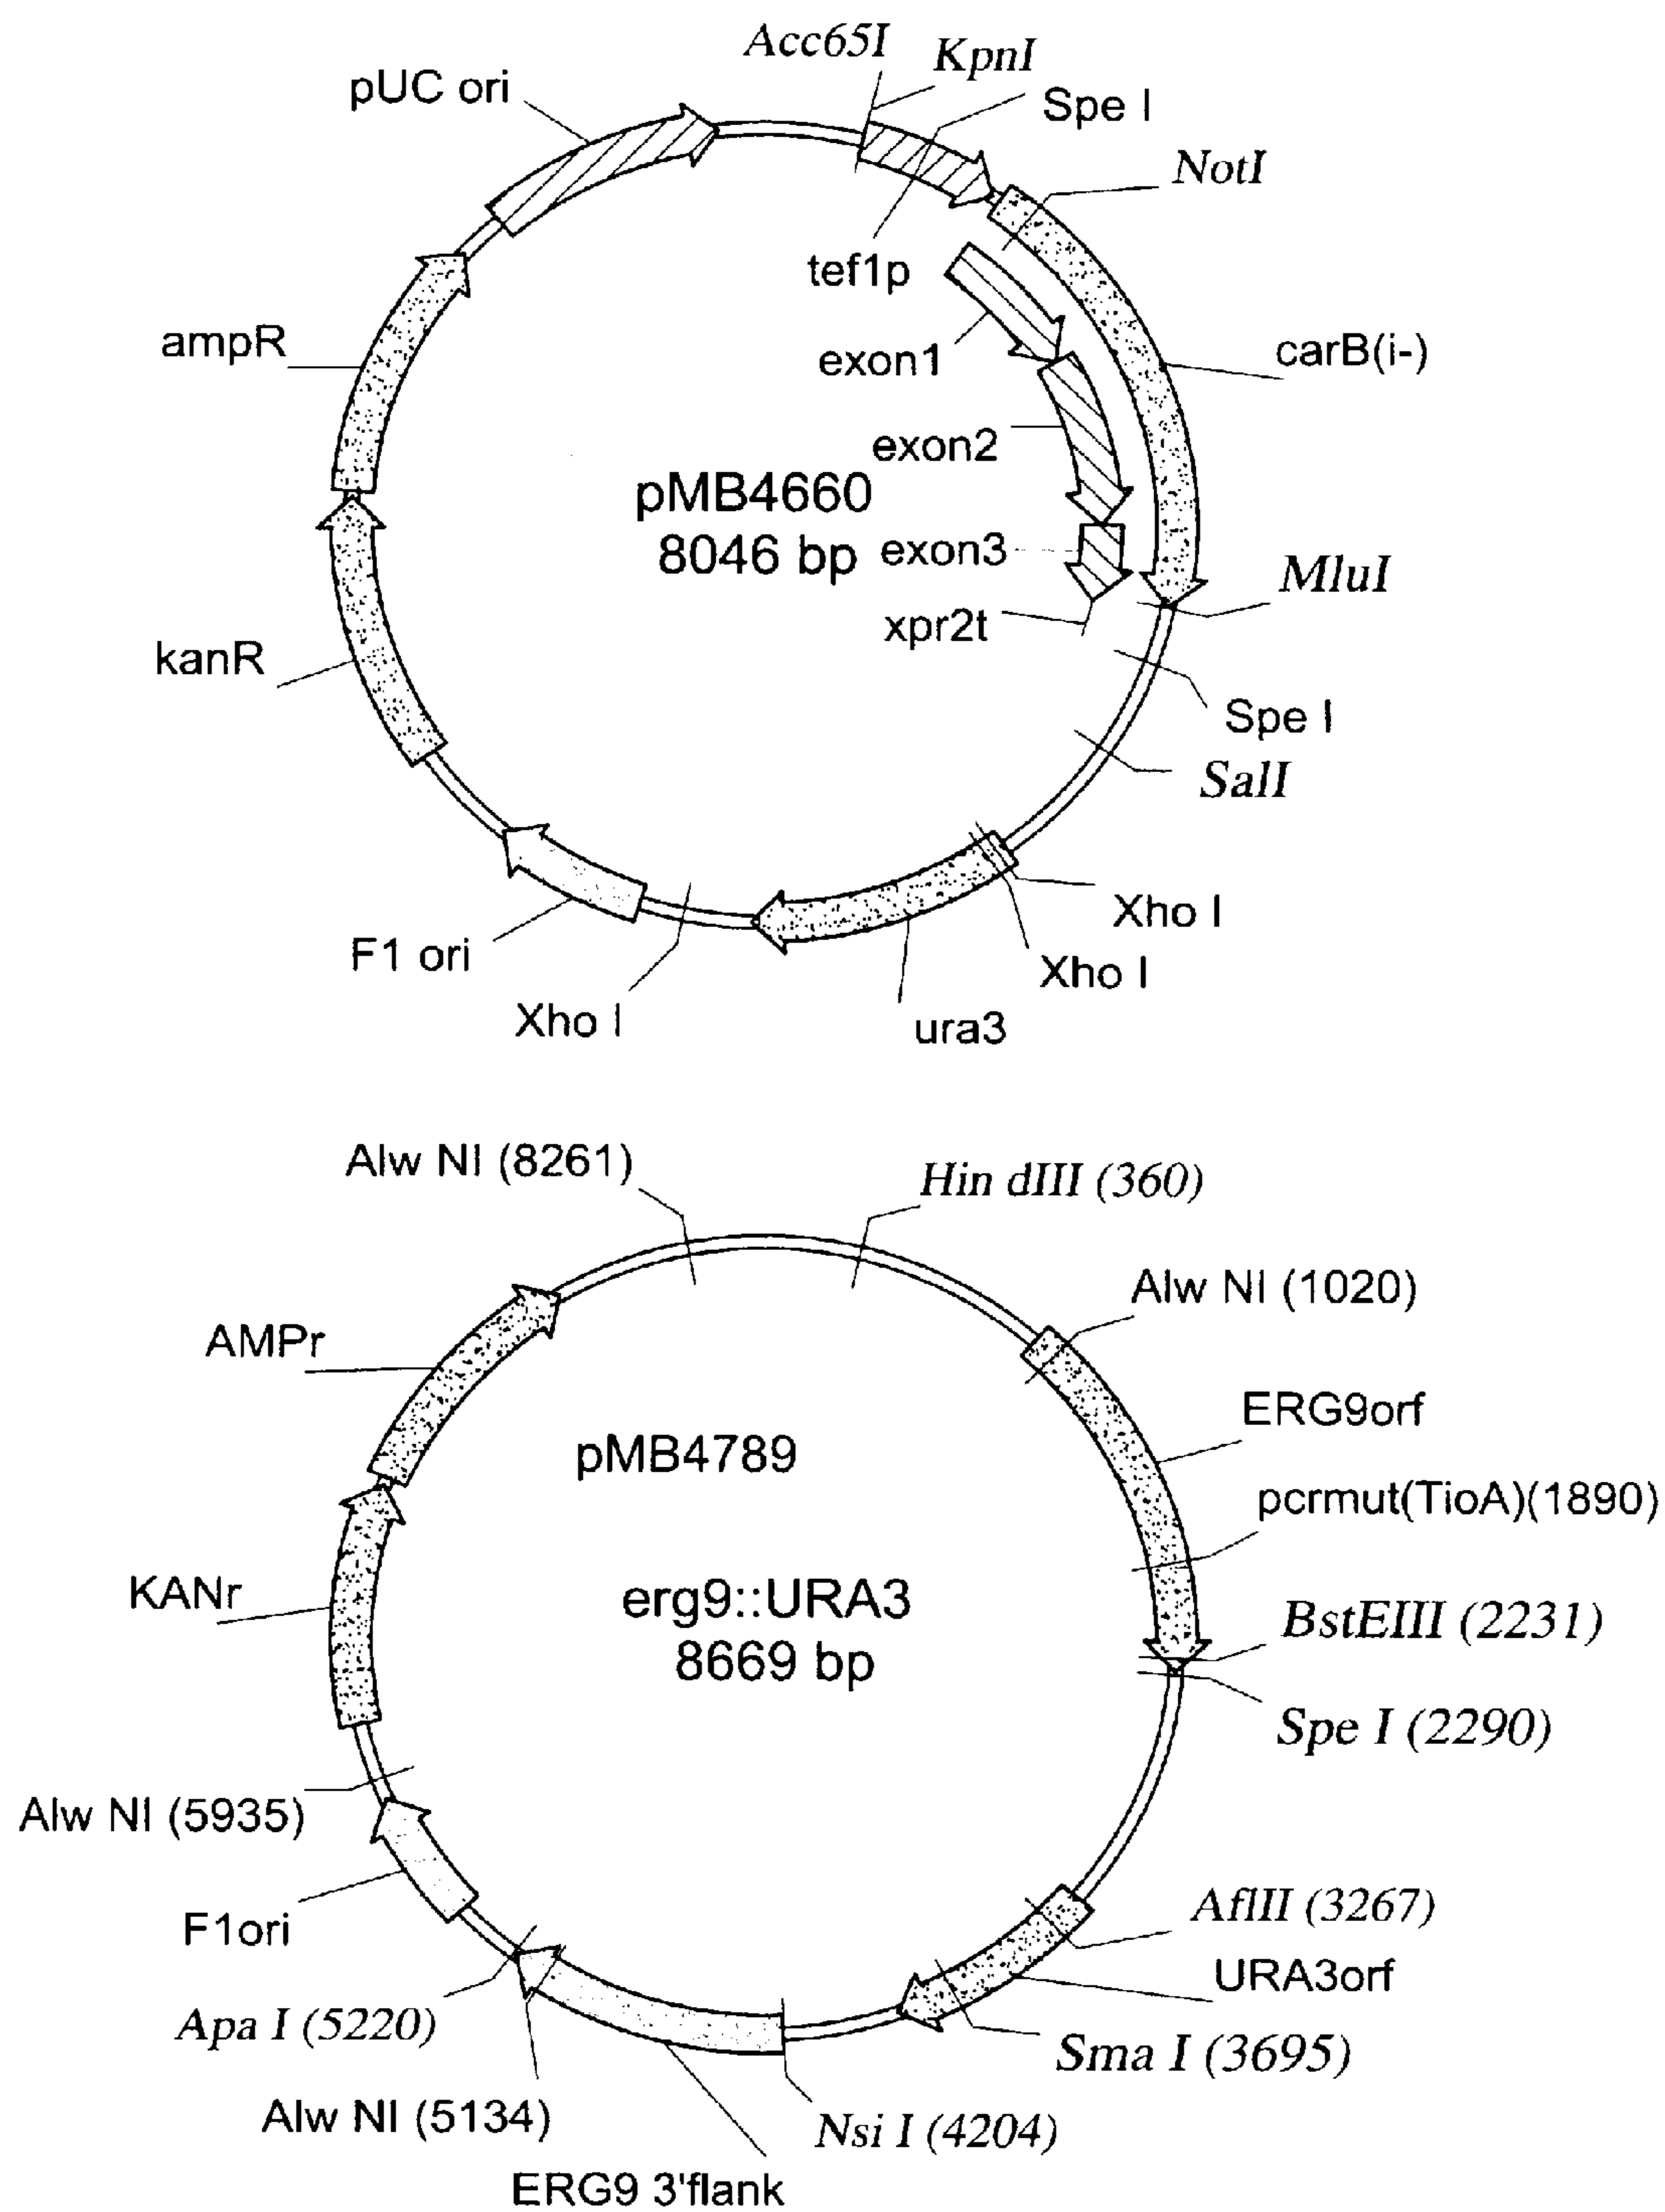 Acc65I
KpnI
pUC ori
Spe I
NotI
tef1p
ampR
exon1
carB(i-)
exon2
pMB4660
8046 bp
exon3
MluI
xpr2t
kanR
Spe I
SalI
Xho I
F1 ori
Xho I
Xho I
ura3
Alw NI (8261)
Hin dIII (360)
Alw NI (1020)
AMPr
ERG9orf
pMB4789
pcrmut(TioA)(1890)
KANr
erg9::URA3
BstEIII (2231)
8669 bp
Spe I (2290)
Alw NI (5935)
AflII (3267)
F1ori
URA3orf
Apa I (5220)
Sma I (3695)
Alw NI (5134)
Nsi I (4204)
ERG9 3'flank